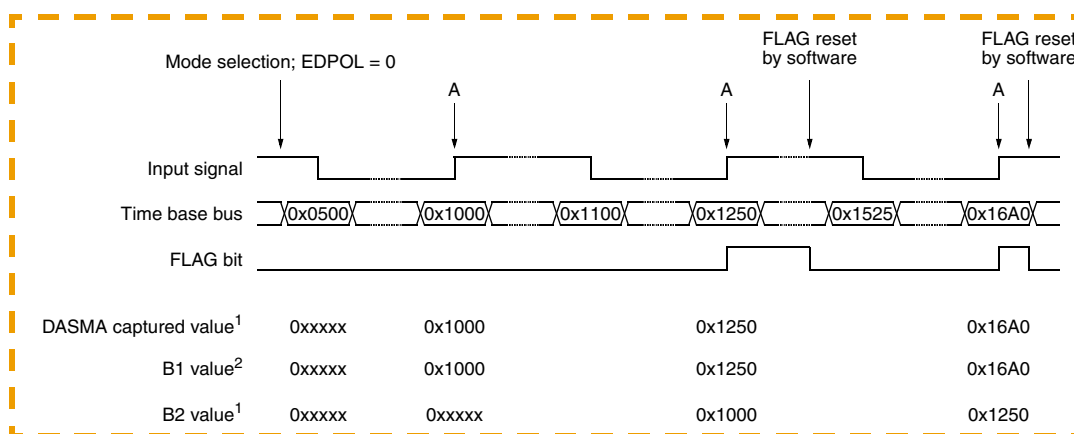 FLAG reset
by software
FLAG reset
by software
Mode selection; EDPOL = 0
A
A
A
Input signal
Time base bus
0x0500
0x1000
0x1100
0x1250
0x1525
0x16A0
FLAG bit
DASMA captured value1 0xxxxx 0x1000 0x1250 0x16A0
B1 value2 0xxxxx 0x1000 0x1250 0x16A0
B2 value1 0xxxxx 0xxxxx 0x1000 0x1250